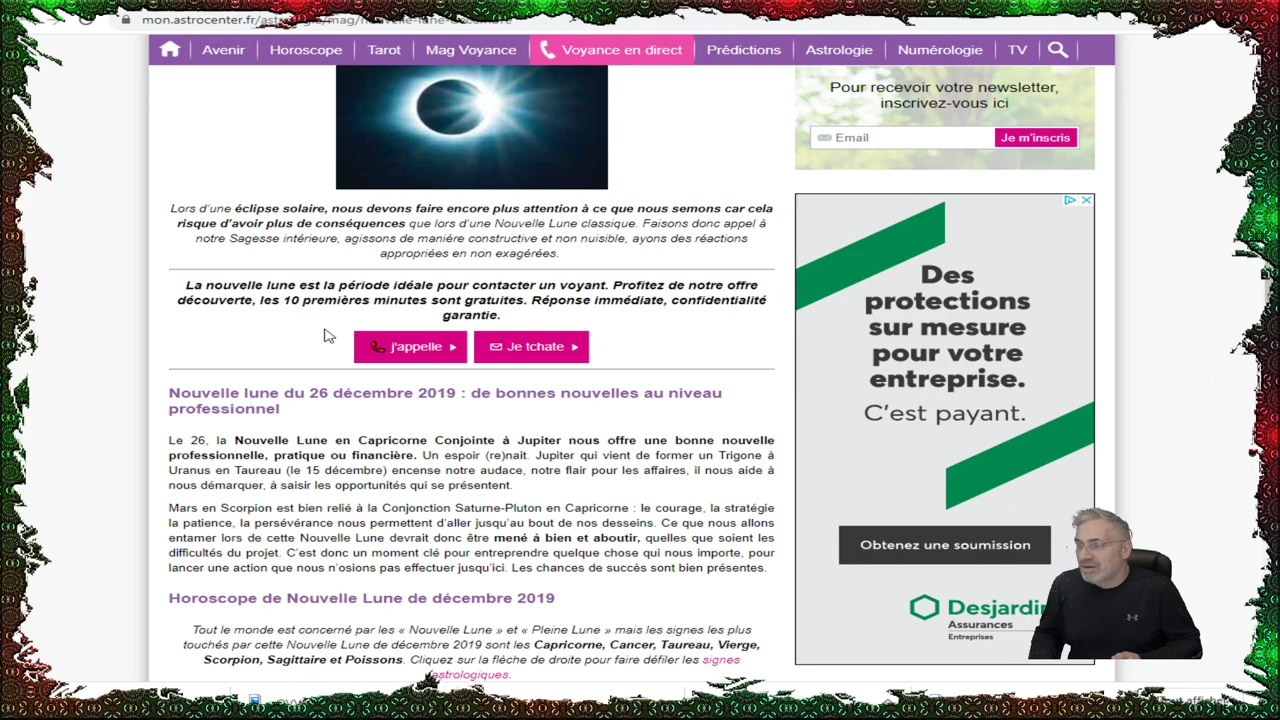 mon.astrocenter.fr/astrologie/mag/nouvelle-lune-decembre
Avenir
Horoscope
Tarot
Mag Voyance
Voyance en direct
Prédictions
Astrologie
Numérologie
TV
Pour recevoir votre newsletter,
inscrivez-vous ici
Email
Je m'inscris
Lors d'une éclipse solaire, nous devons faire encore plus attention à ce que nous semons car cela
risque d'avoir plus de conséquences que lors d'une Nouvelle Lune classique. Faisons donc appel à
notre Sagesse intérieure, agissons de manière constructive et non nuisible, ayons des réactions
appropriées en non exagérées.
La nouvelle lune est la période idéale pour contacter un voyant. Profitez de notre offre
découverte, les 10 premières minutes sont gratuites. Réponse immédiate, confidentialité
garantie.
j'appelle
Je tchate
Nouvelle lune du 26 décembre 2019 : de bonnes nouvelles au niveau
professionnel
Le 26, la Nouvelle Lune en Capricorne Conjointe à Jupiter nous offre une bonne nouvelle
professionnelle, pratique ou financière. Un espoir (re)nait. Jupiter qui vient de former un Trigone à
Uranus en Taureau (le 15 décembre) encense notre audace, notre flair pour les affaires, il nous aide à
nous démarquer, à saisir les opportunités qui se présentent.
Mars en Scorpion est bien relié à la Conjonction Saturne-Pluton en Capricorne : le courage, la stratégie
la patience, la persévérance nous permettent d'aller jusqu'au bout de nos desseins. Ce que nous allons
entamer lors de cette Nouvelle Lune devrait donc être mené à bien et aboutir, quelles que soient les
difficultés du projet. C'est donc un moment clé pour entreprendre quelque chose qui nous importe, pour
lancer une action que nous n'osions pas effectuer jusqu'ici. Les chances de succès sont bien présentes.
Horoscope de Nouvelle Lune de décembre 2019
Tout le monde est concerné par les « Nouvelle Lune » et « Pleine Lune » mais les signes les plus
touchés par cette Nouvelle Lune de décembre 2019 sont les Capricorne, Cancer, Taureau, Vierge,
Scorpion, Sagittaire et Poissons. Cliquez sur la flèche de droite pour faire défiler les signes
astrologiques.
Des
protections
sur mesure
pour votre
entreprise.
C'est payant.
Obtenez une soumission
Desjardin
Assurances
Entreprises